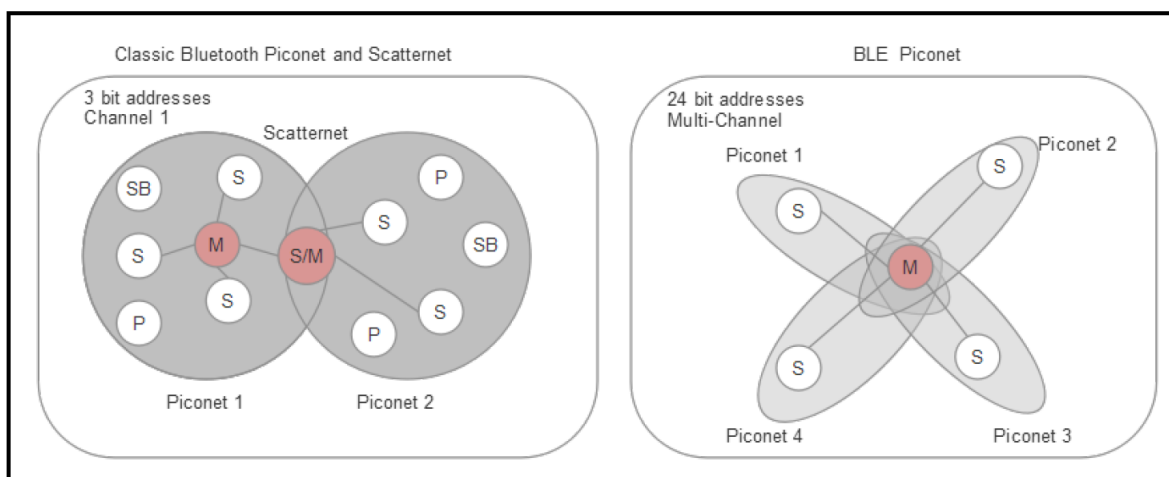 Classic Bluetooth Piconet and Scatternet
3 bit addresses
Channel 1
Scatternet
SB
S
S
M
S
P
S/M
P
S
SB
S
P
Piconet 1
Piconet 2
BLE Piconet
24 bit addresses
Multi-Channel
Piconet 1
Piconet 2
S
S
M
S
S
Piconet 4
Piconet 3